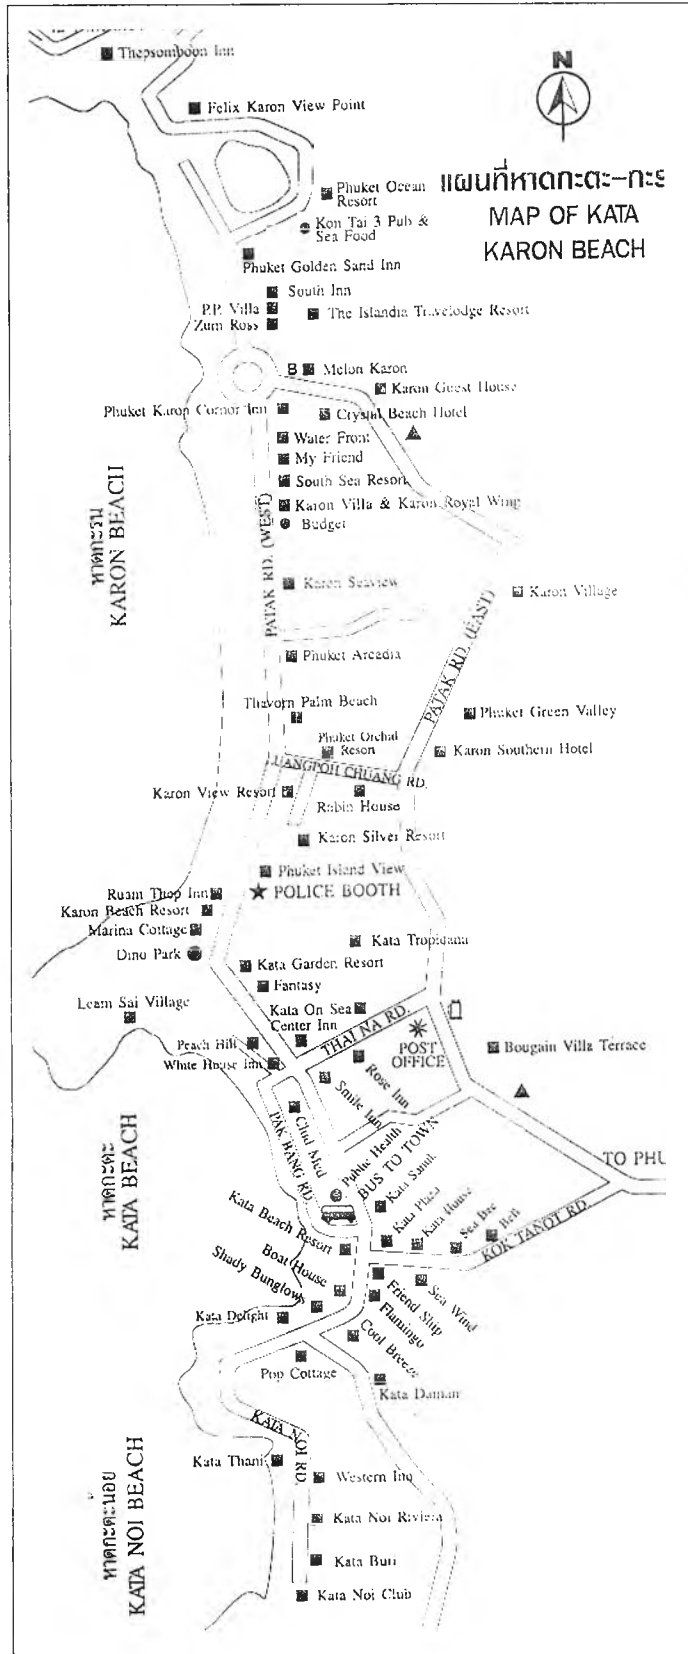 Thepsomboon Inn
Felix Karon View Point
N
แผนที่หาดกะตะ-กะร
MAP OF KATA
KARON BEACH
Phuket Ocean
Resort
Kon Tai 3 Pub &
Sea Food
Phuket Golden Sand Inn
South Inn
P.P. Villa
The Islandia Travelodge Resort
Zum Ross
B
Melon Karon
Karon Guest House
Phuket Karon Cornor Inn
Crystal Beach Hotel
Water Front
My Friend
South Sea Resort
Karon Villa & Karon Royal Wing
Budget
หาดกะรน
KARON BEACH
PATAK RD. (WEST)
Karon Seaview
Karon Village
PATAK RD. (EAST)
Phuket Arcadia
Thavorn Palm Beach
Phuket Green Valley
Phuket Orchid
Resort
Karon Southern Hotel
UANGPOH CHUANG RD.
Karon View Resort
Robin House
Karon Silver Resort
Phuket Island View
Ruam Thep Inn
POLICE BOOTH
Karon Beach Resort
Marina Cottage
Kata Tropicana
Dino Park
Kata Garden Resort
Fantasy
Leam Sai Village
Kata On Sea
Center Inn
THAI NA RD.
POST
OFFICE
Peach Hill
White House Inn
Bougain Villa Terrace
Rose Inn
Smile Inn
หาดกะตะ
KATA BEACH
PAK BANG RD.
Club Med
Public Health
BUS TO TOWN
TO PHU
Kata Sanuk
Kata Plaza
Kata House
Sea Bee
Bell
KOK TANOT RD.
Kata Beach Resort
Boat House
Shady Bunglows
Kata Delight
Friend Ship
Sea Wind
Flamingo
Cool Breeze
Pop Cottage
Kata Damar
KATA NOI RD.
หาดกะตะน้อย
KATA NOI BEACH
Kata Thani
Western Inn
Kata Noi Riviera
Kata Buri
Kata Noi Club